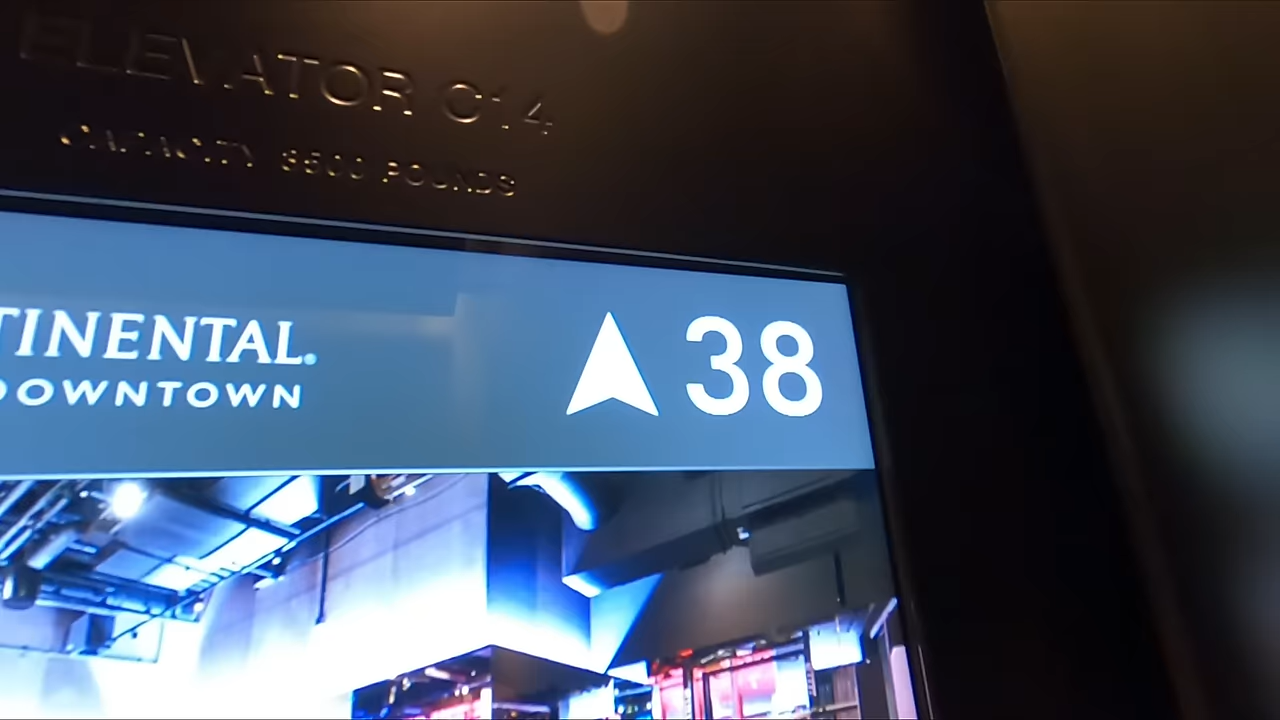 ELEVATOR C14
CAPACITY 3500 POUNDS
TINENTAL.
DOWNTOWN
38